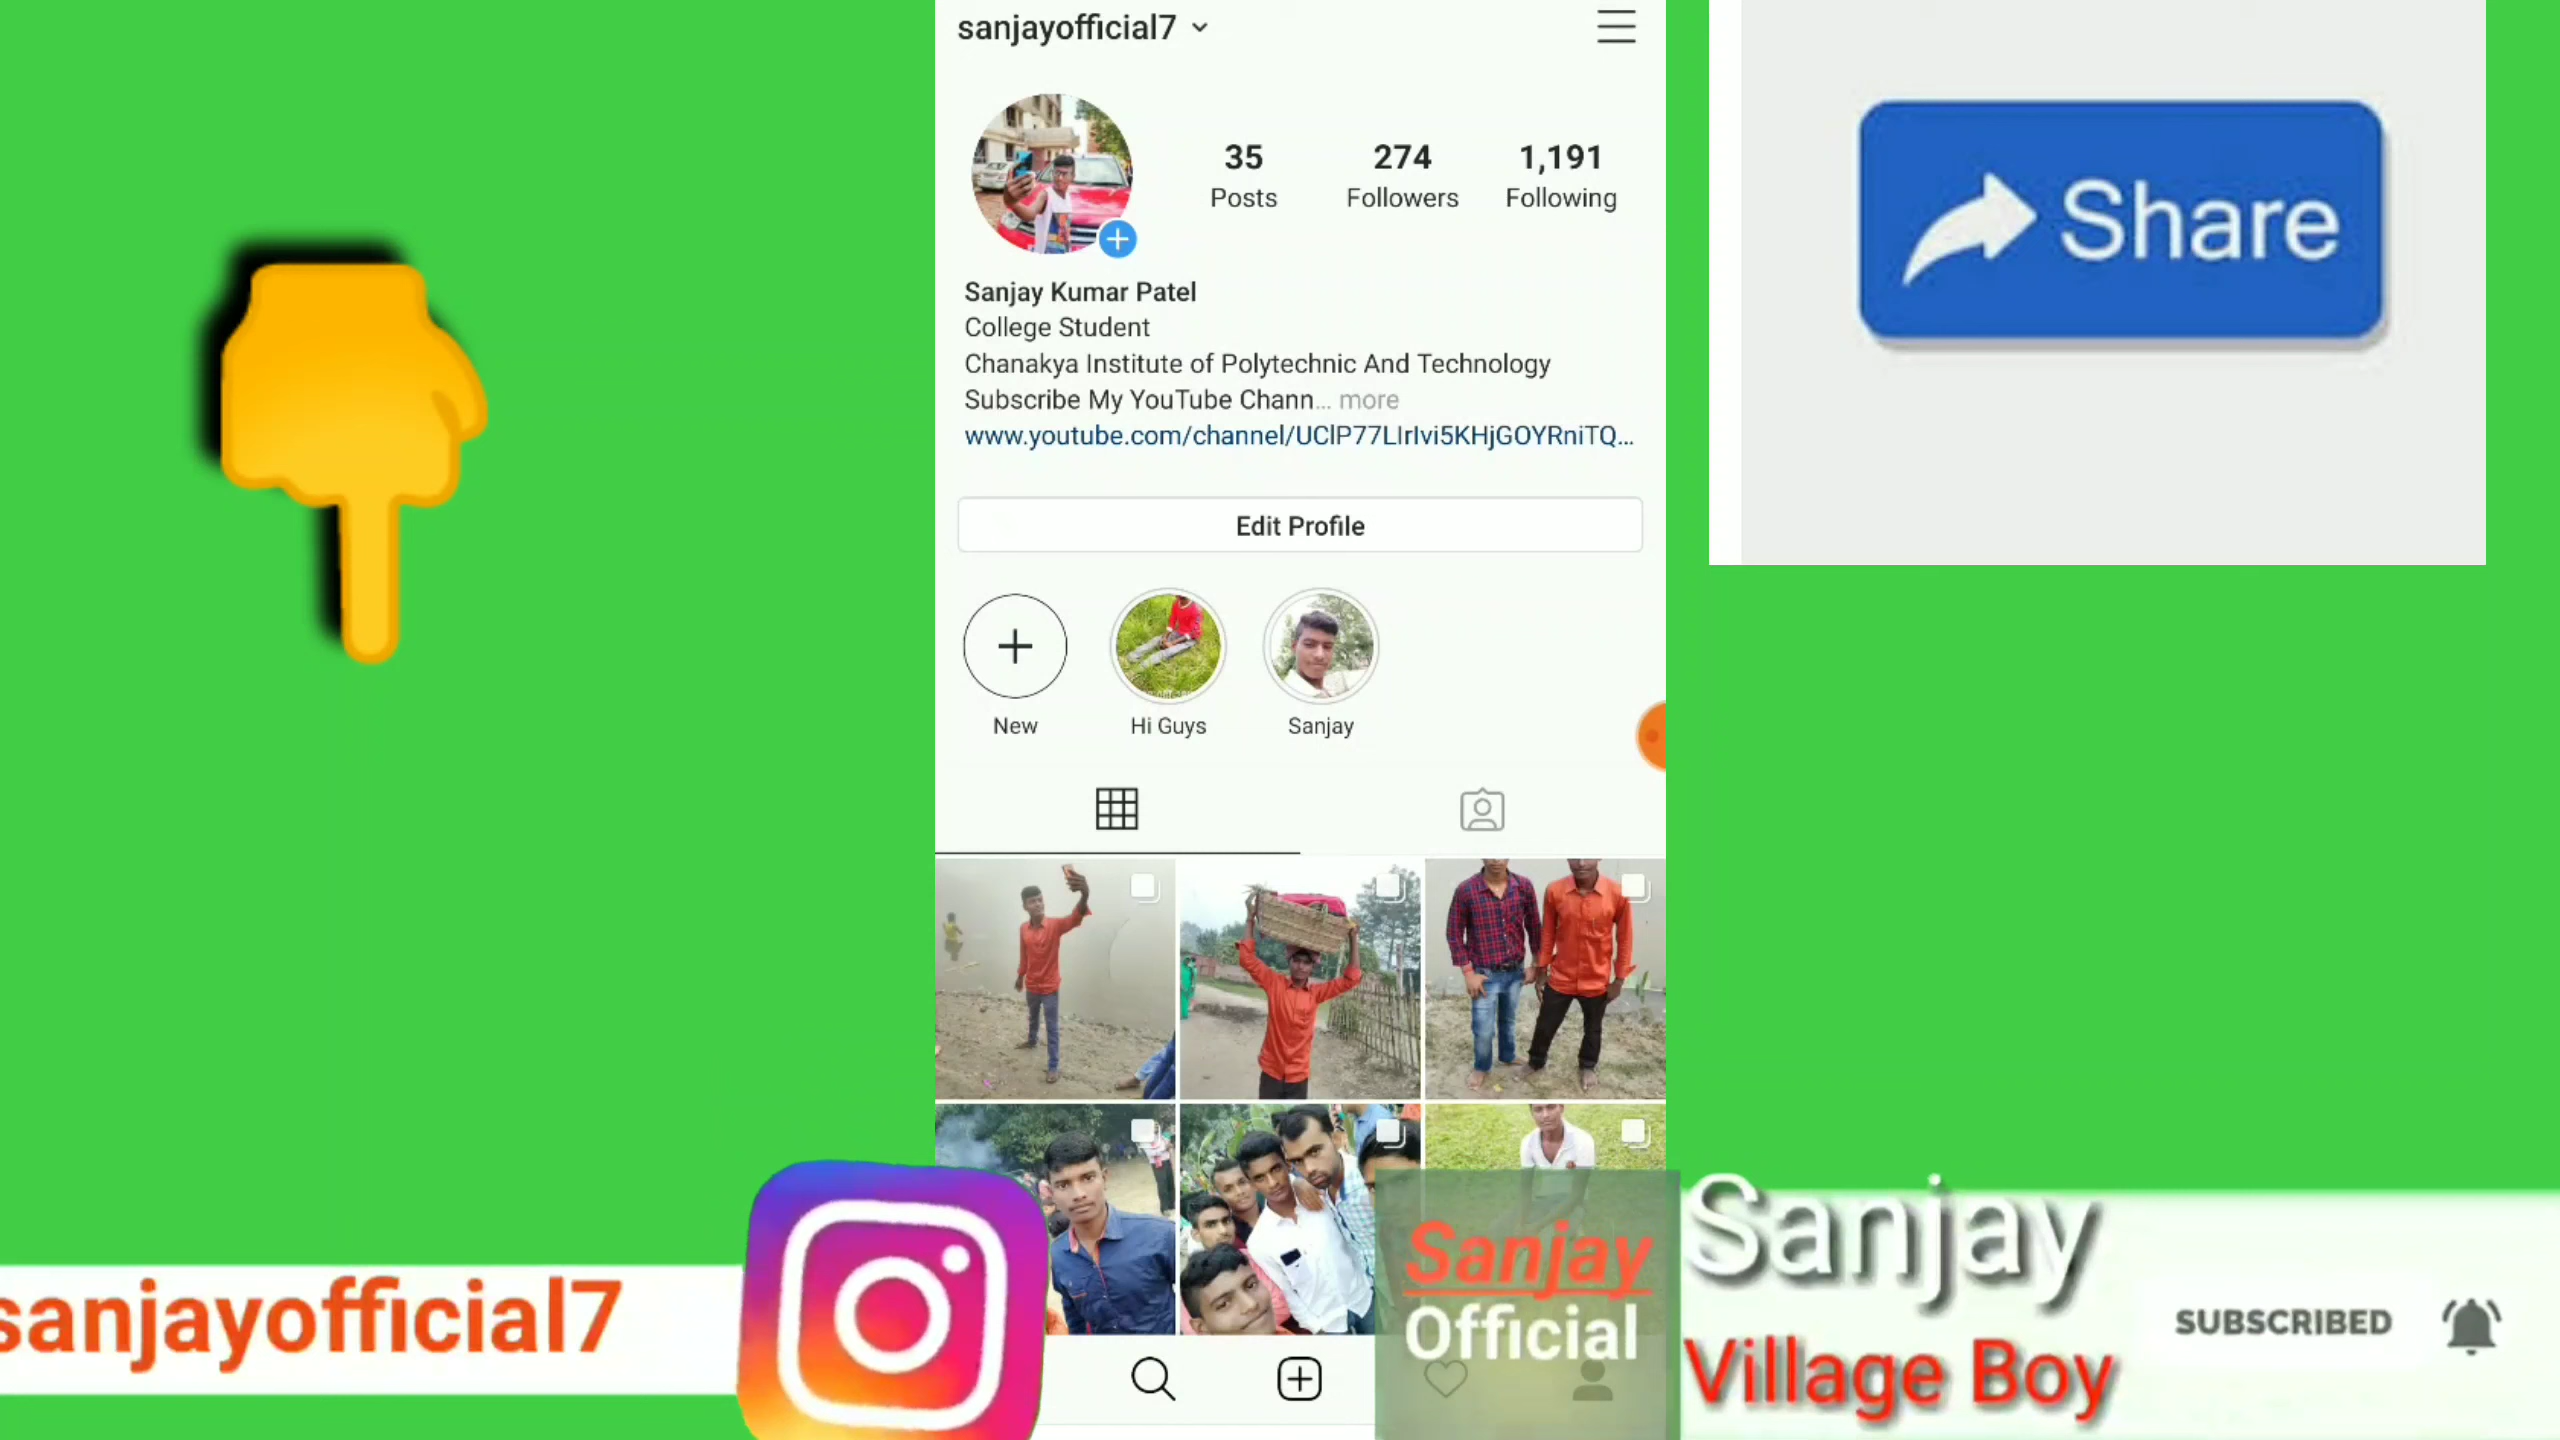 sanjayofficial7
35
Posts
274
Followers
1,191
Following
Sanjay Kumar Patel
College Student
Chanakya Institute of Polytechnic And Technology
Subscribe My YouTube Chann... more
www.youtube.com/channel/UClP77LIrIvi5KHjGOYRniTQ...
Edit Profile
New
Hi Guys
Sanjay
Share
sanjayofficial7
Sanjay
Official
Sanjay
Village Boy
SUBSCRIBED